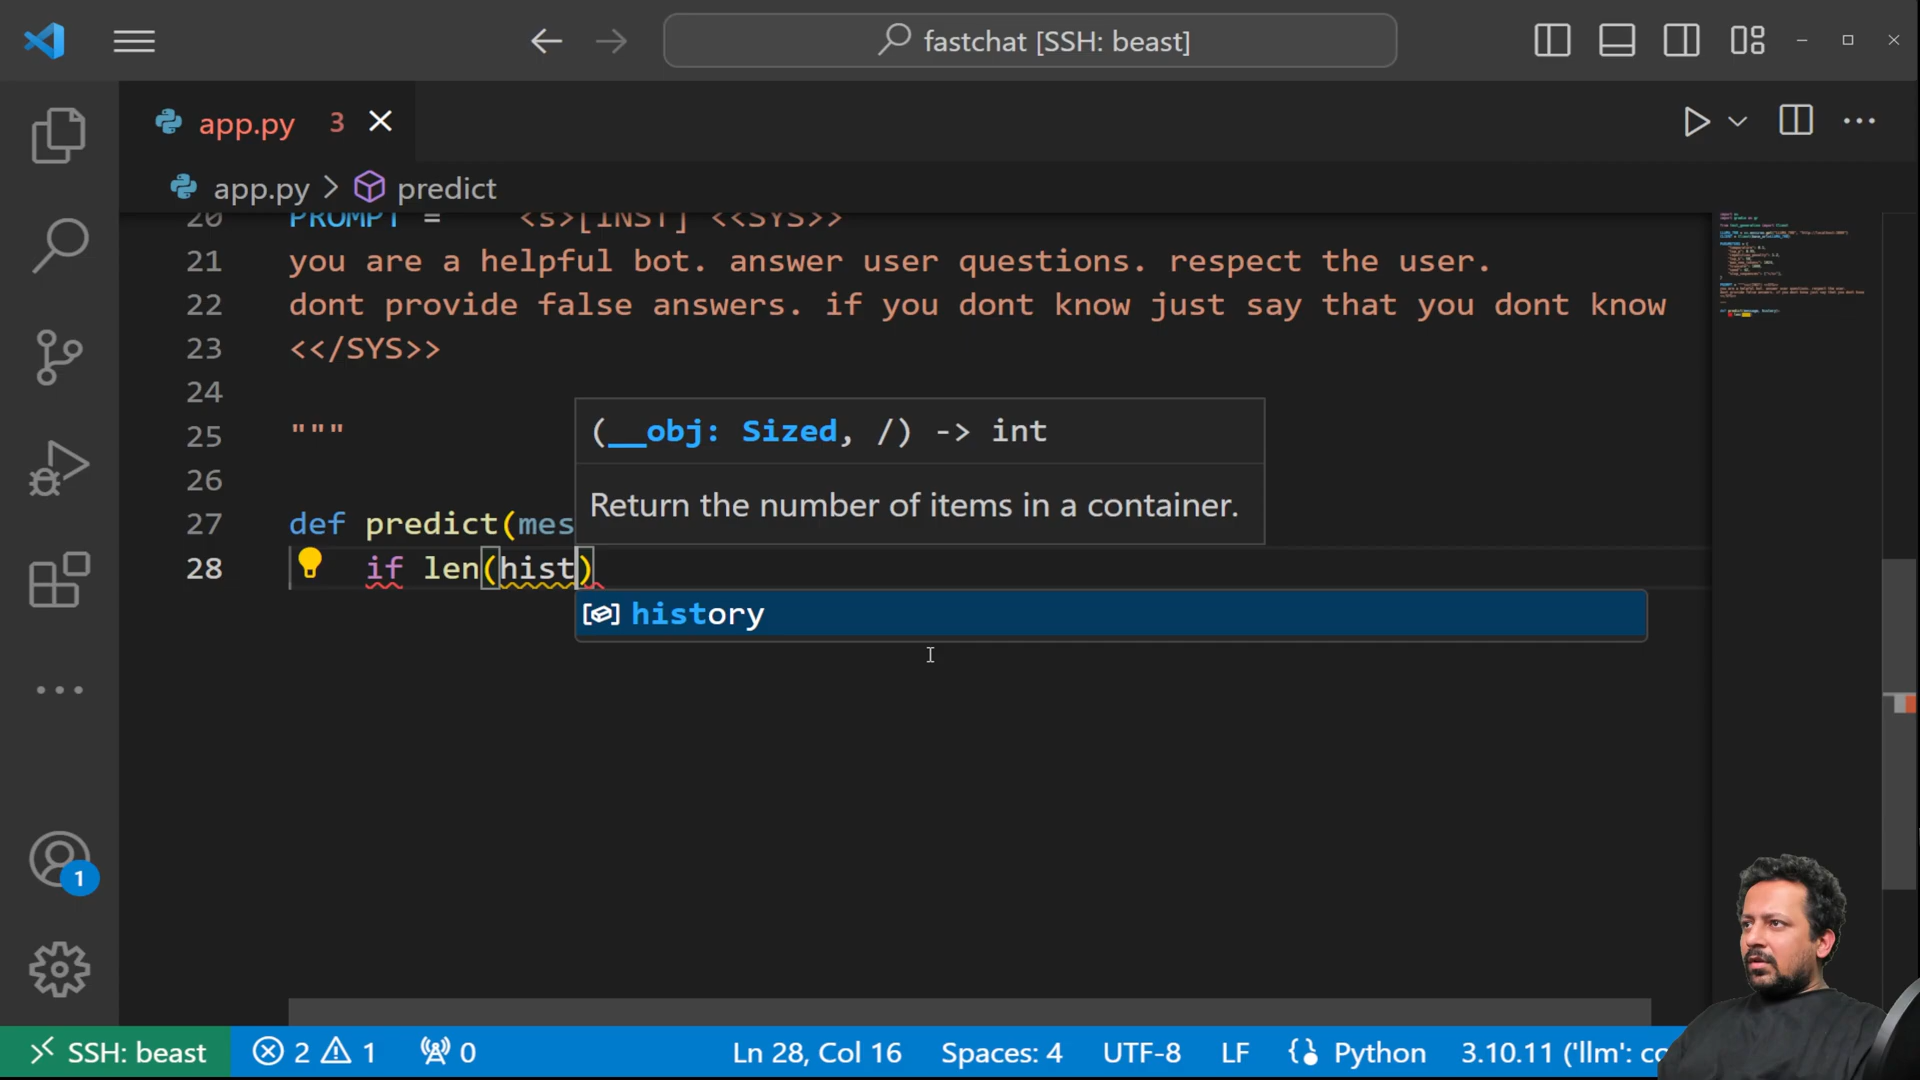 fastchat [SSH: beast]
app.py 3
app.py > predict
20 PROMPT = <s>[INST] <<SYS>>
21 you are a helpful bot. answer user questions. respect the user.
22 dont provide false answers. if you dont know just say that you dont know
23 <</SYS>>
24
25 """
(__obj: Sized, /) -> int
Return the number of items in a container.
26
27 def predict(mes
28 if len(hist)
history
1
SSH: beast 2 1 0 Ln 28, Col 16 Spaces: 4 UTF-8 LF Python 3.10.11 ('llm': co